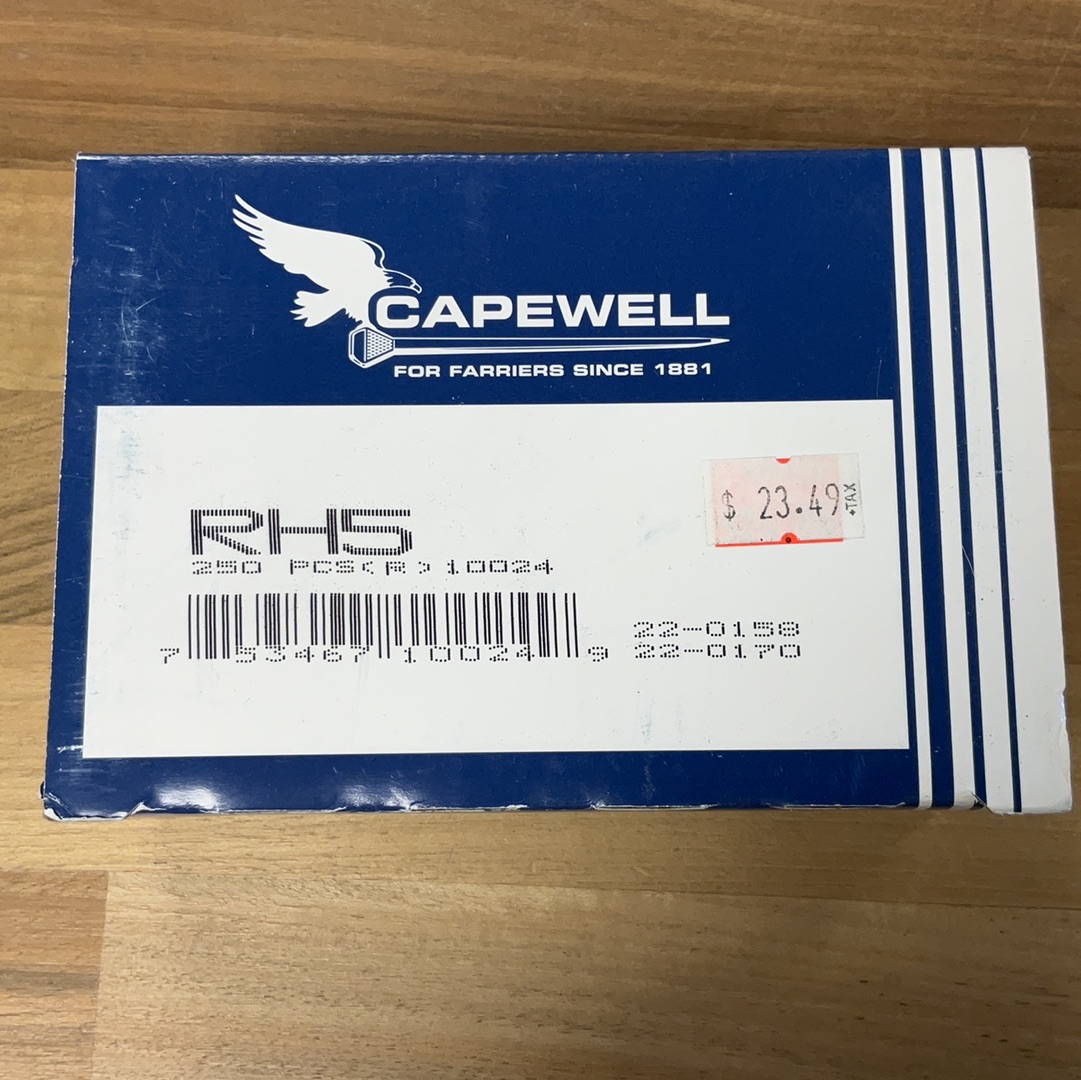 CAPEWELL
FOR FARRIERS SINCE 1881
$ 23.49 +TAX
RH5
250 PCS(R) 10024
7 53467 10024 9
22-0158
22-0170